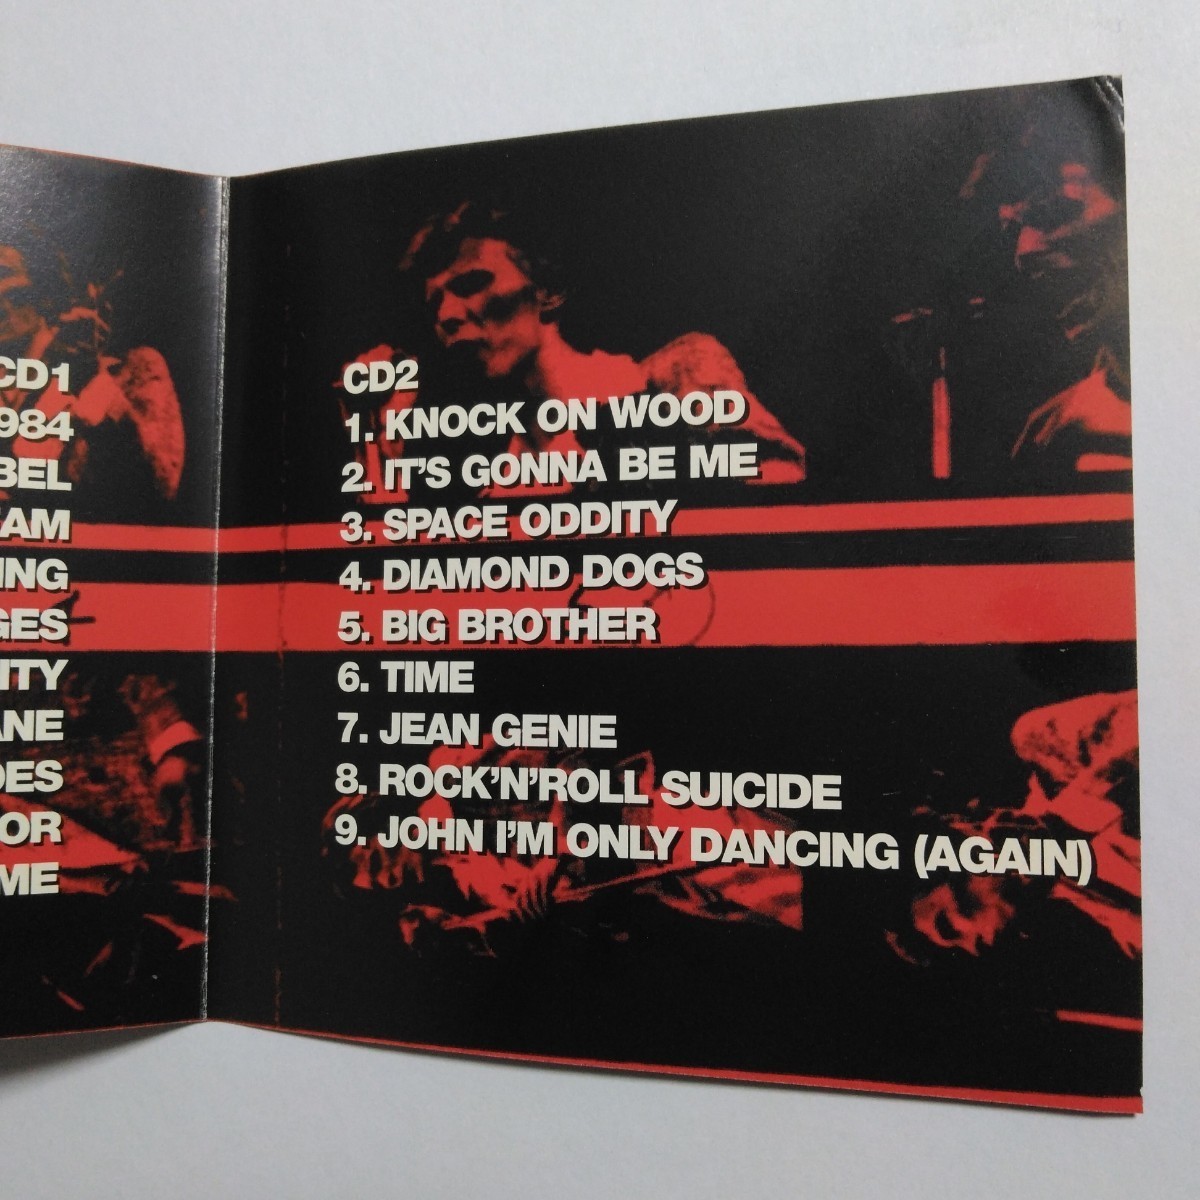 CD1
984
BEL
EAM
ING
GES
ITY
ANE
DES
OR
ME
CD2
1. KNOCK ON WOOD
2. IT'S GONNA BE ME
3. SPACE ODDITY
4. DIAMOND DOGS
5. BIG BROTHER
6. TIME
7. JEAN GENIE
8. ROCK'N'ROLL SUICIDE
9. JOHN I'M ONLY DANCING (AGAIN)